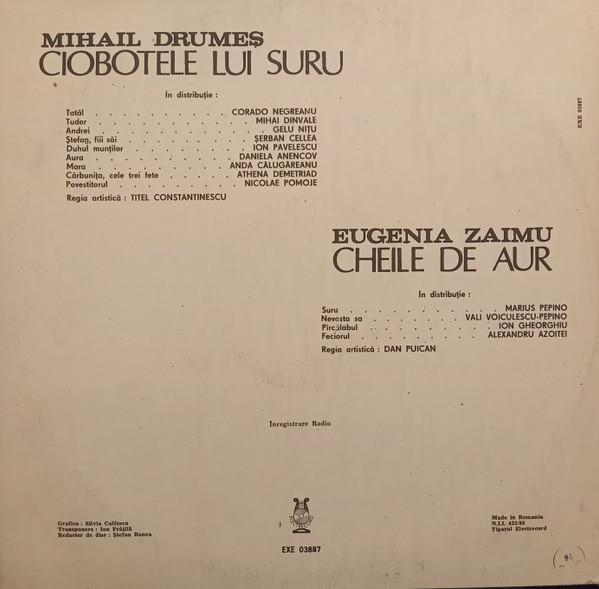 MIHAIL DRUMEȘ
CIOBOTELE LUI SURU
În distribuție :
Tatăl . . . . . . . . . . CORADO NEGREANU
Tudor . . . . . . . . . . MIHAI DINVALE
Andrei . . . . . . . . . . GELU NIȚU
Ștefan, fiii săi . . . . . . . . . . ȘERBAN CELLEA
Duhul munților . . . . . . . . . . ION PAVELESCU
Aura . . . . . . . . . . DANIELA ANENCOV
Mara . . . . . . . . . . ANDA CĂLUGĂREANU
Cărbunița, cele trei fete . . . . . . ATHENA DEMETRIAD
Povestitorul . . . . . . . . . . NICOLAE POMOJE
Regia artistică : TITEL CONSTANTINESCU
EXE 03887
EUGENIA ZAIMU
CHEILE DE AUR
În distribuție :
Suru . . . . . . . . . . MARIUS PEPINO
Nevasta sa . . . . . . . VALI VOICULESCU-PEPINO
Pîrcălabul . . . . . . . . ION GHEORGHIU
Feciorul . . . . . . . . ALEXANDRU AZOITEI
Regia artistică : DAN PUICAN
Inregistrare Radio
Grafica : Silvia Colfescu
Transpunere : Ion Frățilă
Redactor de disc : Ștefan Bonea
EXE 03887
Made in Romania
N.I.I. 422/88
Tiparul Electrecord